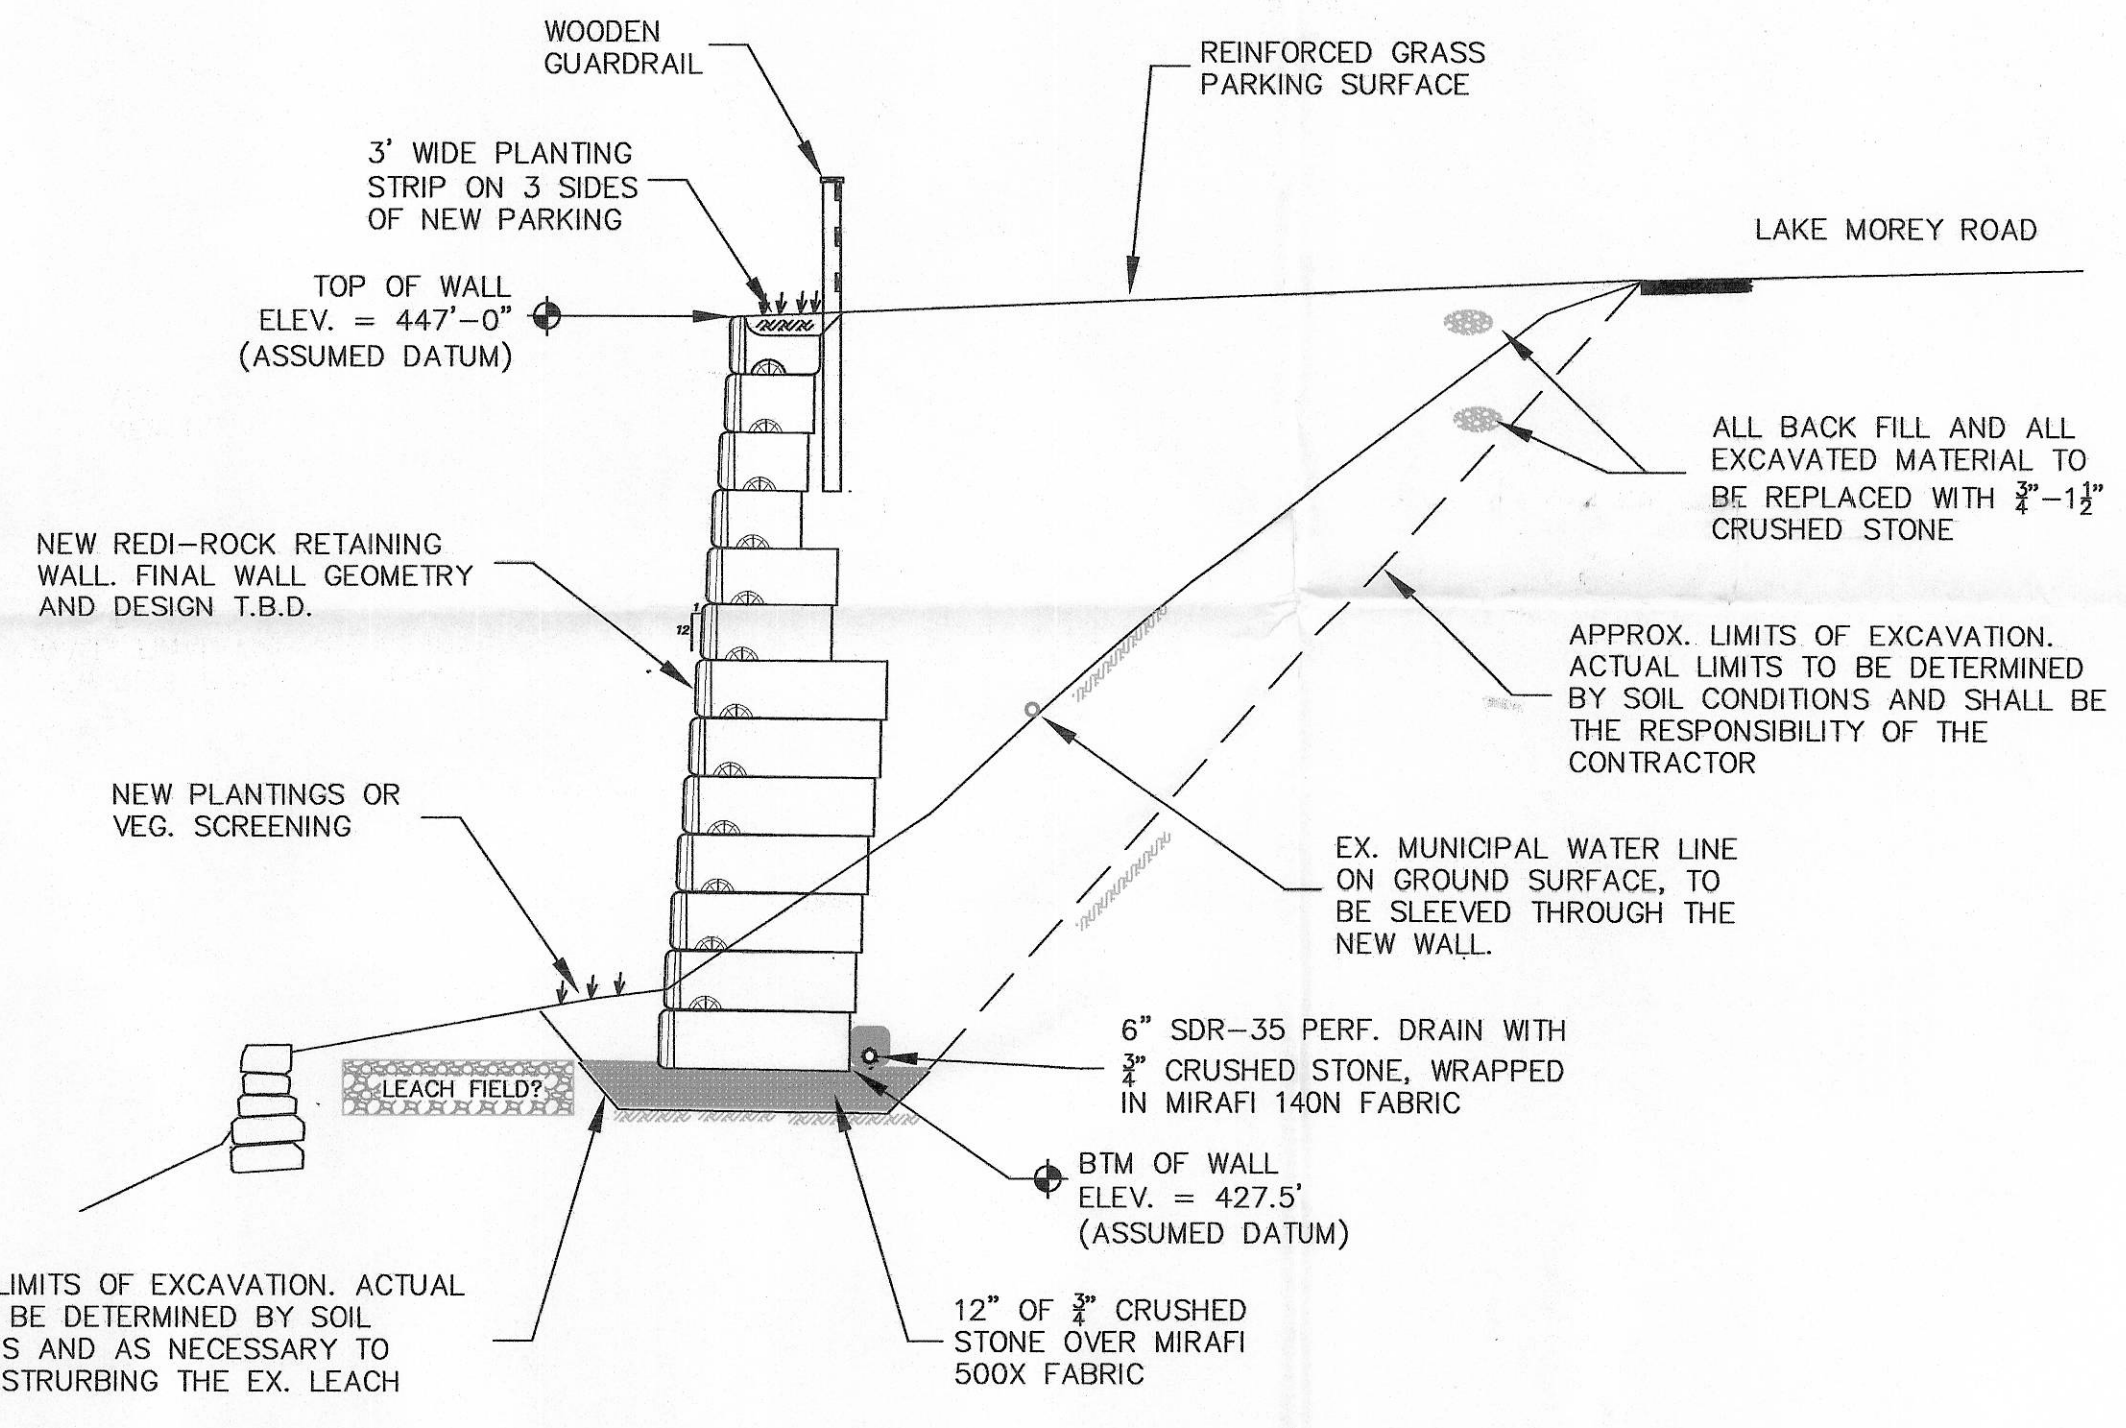 WOODEN
GUARDRAIL
REINFORCED GRASS
PARKING SURFACE
3' WIDE PLANTING
STRIP ON 3 SIDES
OF NEW PARKING
LAKE MOREY ROAD
TOP OF WALL
ELEV. = 447'-0"
(ASSUMED DATUM)
ALL BACK FILL AND ALL
EXCAVATED MATERIAL TO
BE REPLACED WITH 3/4"-1 1/2"
CRUSHED STONE
NEW REDI-ROCK RETAINING
WALL. FINAL WALL GEOMETRY
AND DESIGN T.B.D.
1
12
APPROX. LIMITS OF EXCAVATION.
ACTUAL LIMITS TO BE DETERMINED
BY SOIL CONDITIONS AND SHALL BE
THE RESPONSIBILITY OF THE
CONTRACTOR
NEW PLANTINGS OR
VEG. SCREENING
EX. MUNICIPAL WATER LINE
ON GROUND SURFACE, TO
BE SLEEVED THROUGH THE
NEW WALL.
6" SDR-35 PERF. DRAIN WITH
3/4" CRUSHED STONE, WRAPPED
IN MIRAFI 140N FABRIC
LEACH FIELD?
BTM OF WALL
ELEV. = 427.5'
(ASSUMED DATUM)
LIMITS OF EXCAVATION. ACTUAL
BE DETERMINED BY SOIL
S AND AS NECESSARY TO
STRURBING THE EX. LEACH
12" OF 3/4" CRUSHED
STONE OVER MIRAFI
500X FABRIC